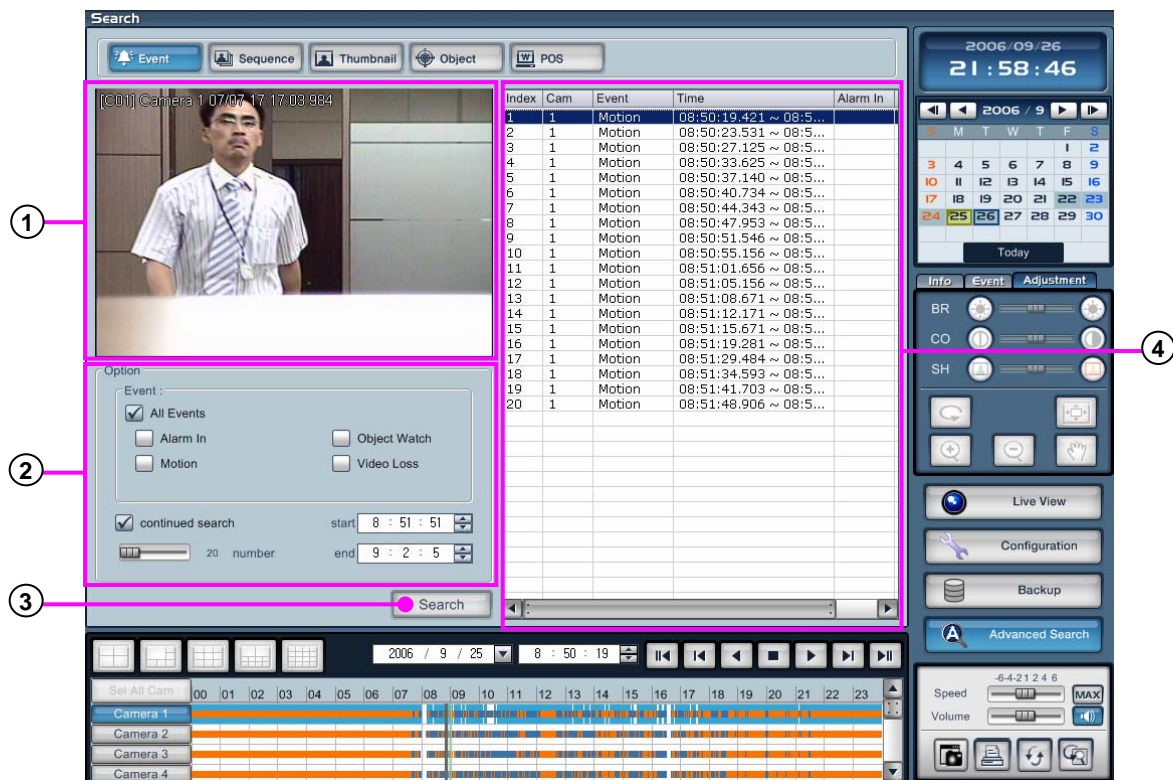 Search
Event Sequence Thumbnail Object POS
2006/09/26
21:58:46
[C01] Camera 1 07/07 17 17 03 984
Index Cam Event Time Alarm In
1 1 Motion 08:50:19.421 ~ 08:5...
2 1 Motion 08:50:23.531 ~ 08:5...
3 1 Motion 08:50:27.125 ~ 08:5...
4 1 Motion 08:50:33.625 ~ 08:5...
5 1 Motion 08:50:37.140 ~ 08:5...
6 1 Motion 08:50:40.734 ~ 08:5...
7 1 Motion 08:50:44.343 ~ 08:5...
8 1 Motion 08:50:47.953 ~ 08:5...
9 1 Motion 08:50:51.546 ~ 08:5...
10 1 Motion 08:50:55.156 ~ 08:5...
11 1 Motion 08:51:01.656 ~ 08:5...
12 1 Motion 08:51:05.156 ~ 08:5...
13 1 Motion 08:51:08.671 ~ 08:5...
14 1 Motion 08:51:12.171 ~ 08:5...
15 1 Motion 08:51:15.671 ~ 08:5...
16 1 Motion 08:51:19.281 ~ 08:5...
17 1 Motion 08:51:29.484 ~ 08:5...
18 1 Motion 08:51:34.593 ~ 08:5...
19 1 Motion 08:51:41.703 ~ 08:5...
20 1 Motion 08:51:48.906 ~ 08:5...
2006 / 9
S M T W T F S
1 2
3 4 5 6 7 8 9
10 11 12 13 14 15 16
17 18 19 20 21 22 23
24 25 26 27 28 29 30
Today
Info Event Adjustment
BR
CO
SH
1
2
3
4
Option
Event :
All Events
Alarm In Object Watch
Motion Video Loss
continued search start 8 : 51 : 51
20 number end 9 : 2 : 5
Search
Live View
Configuration
Backup
A Advanced Search
2006 / 9 / 25 8 : 50 : 19
Sel All Cam 00 01 02 03 04 05 06 07 08 09 10 11 12 13 14 15 16 17 18 19 20 21 22 23
Camera 1
Camera 2
Camera 3
Camera 4
-6-4-2 1 2 4 6
Speed MAX
Volume